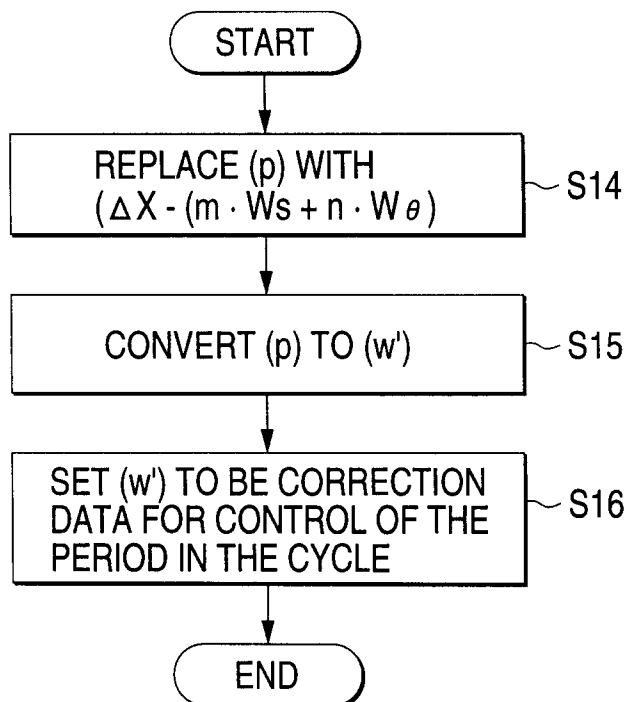 START
REPLACE (p) WITH
(ΔX - (m · Ws + n · Wθ)
S14
CONVERT (p) TO (w')
S15
SET (w') TO BE CORRECTION
DATA FOR CONTROL OF THE
PERIOD IN THE CYCLE
S16
END